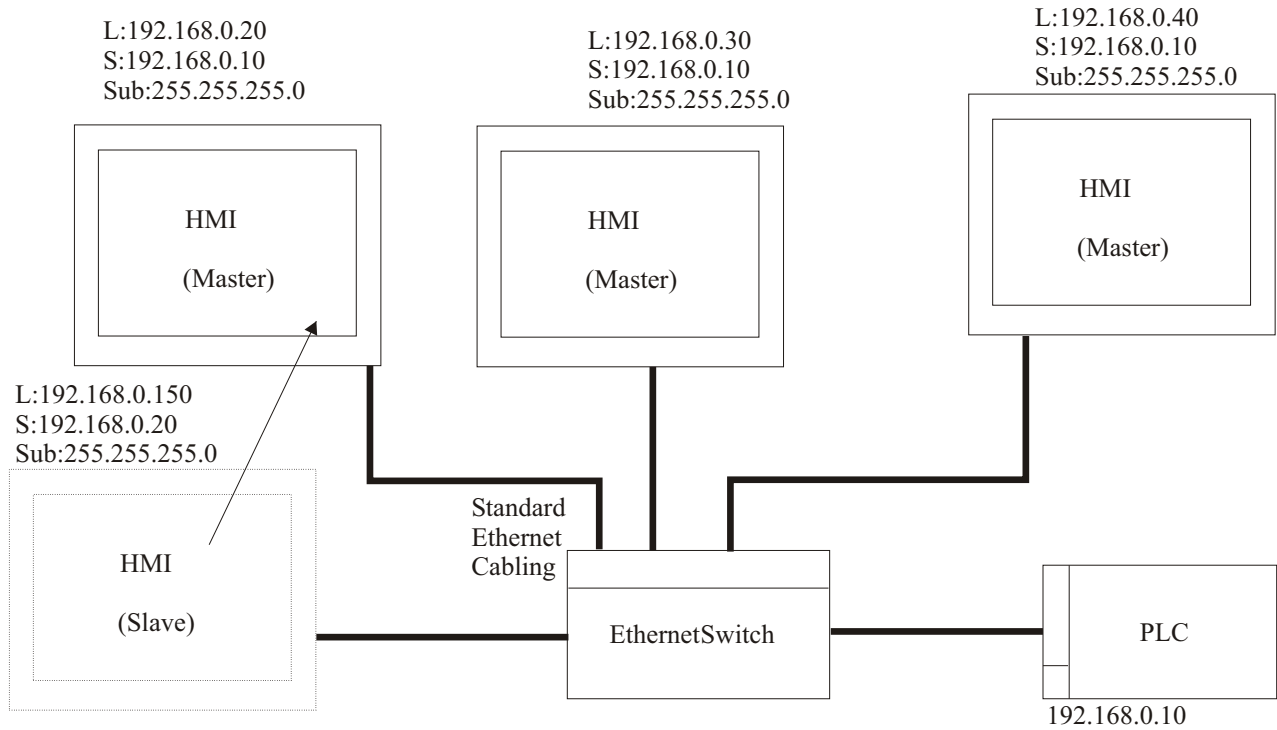 L:192.168.0.20
S:192.168.0.10
Sub:255.255.255.0
L:192.168.0.30
S:192.168.0.10
Sub:255.255.255.0
L:192.168.0.40
S:192.168.0.10
Sub:255.255.255.0
HMI
(Master)
HMI
(Master)
HMI
(Master)
L:192.168.0.150
S:192.168.0.20
Sub:255.255.255.0
HMI
(Slave)
Standard
Ethernet
Cabling
EthernetSwitch
PLC
192.168.0.10